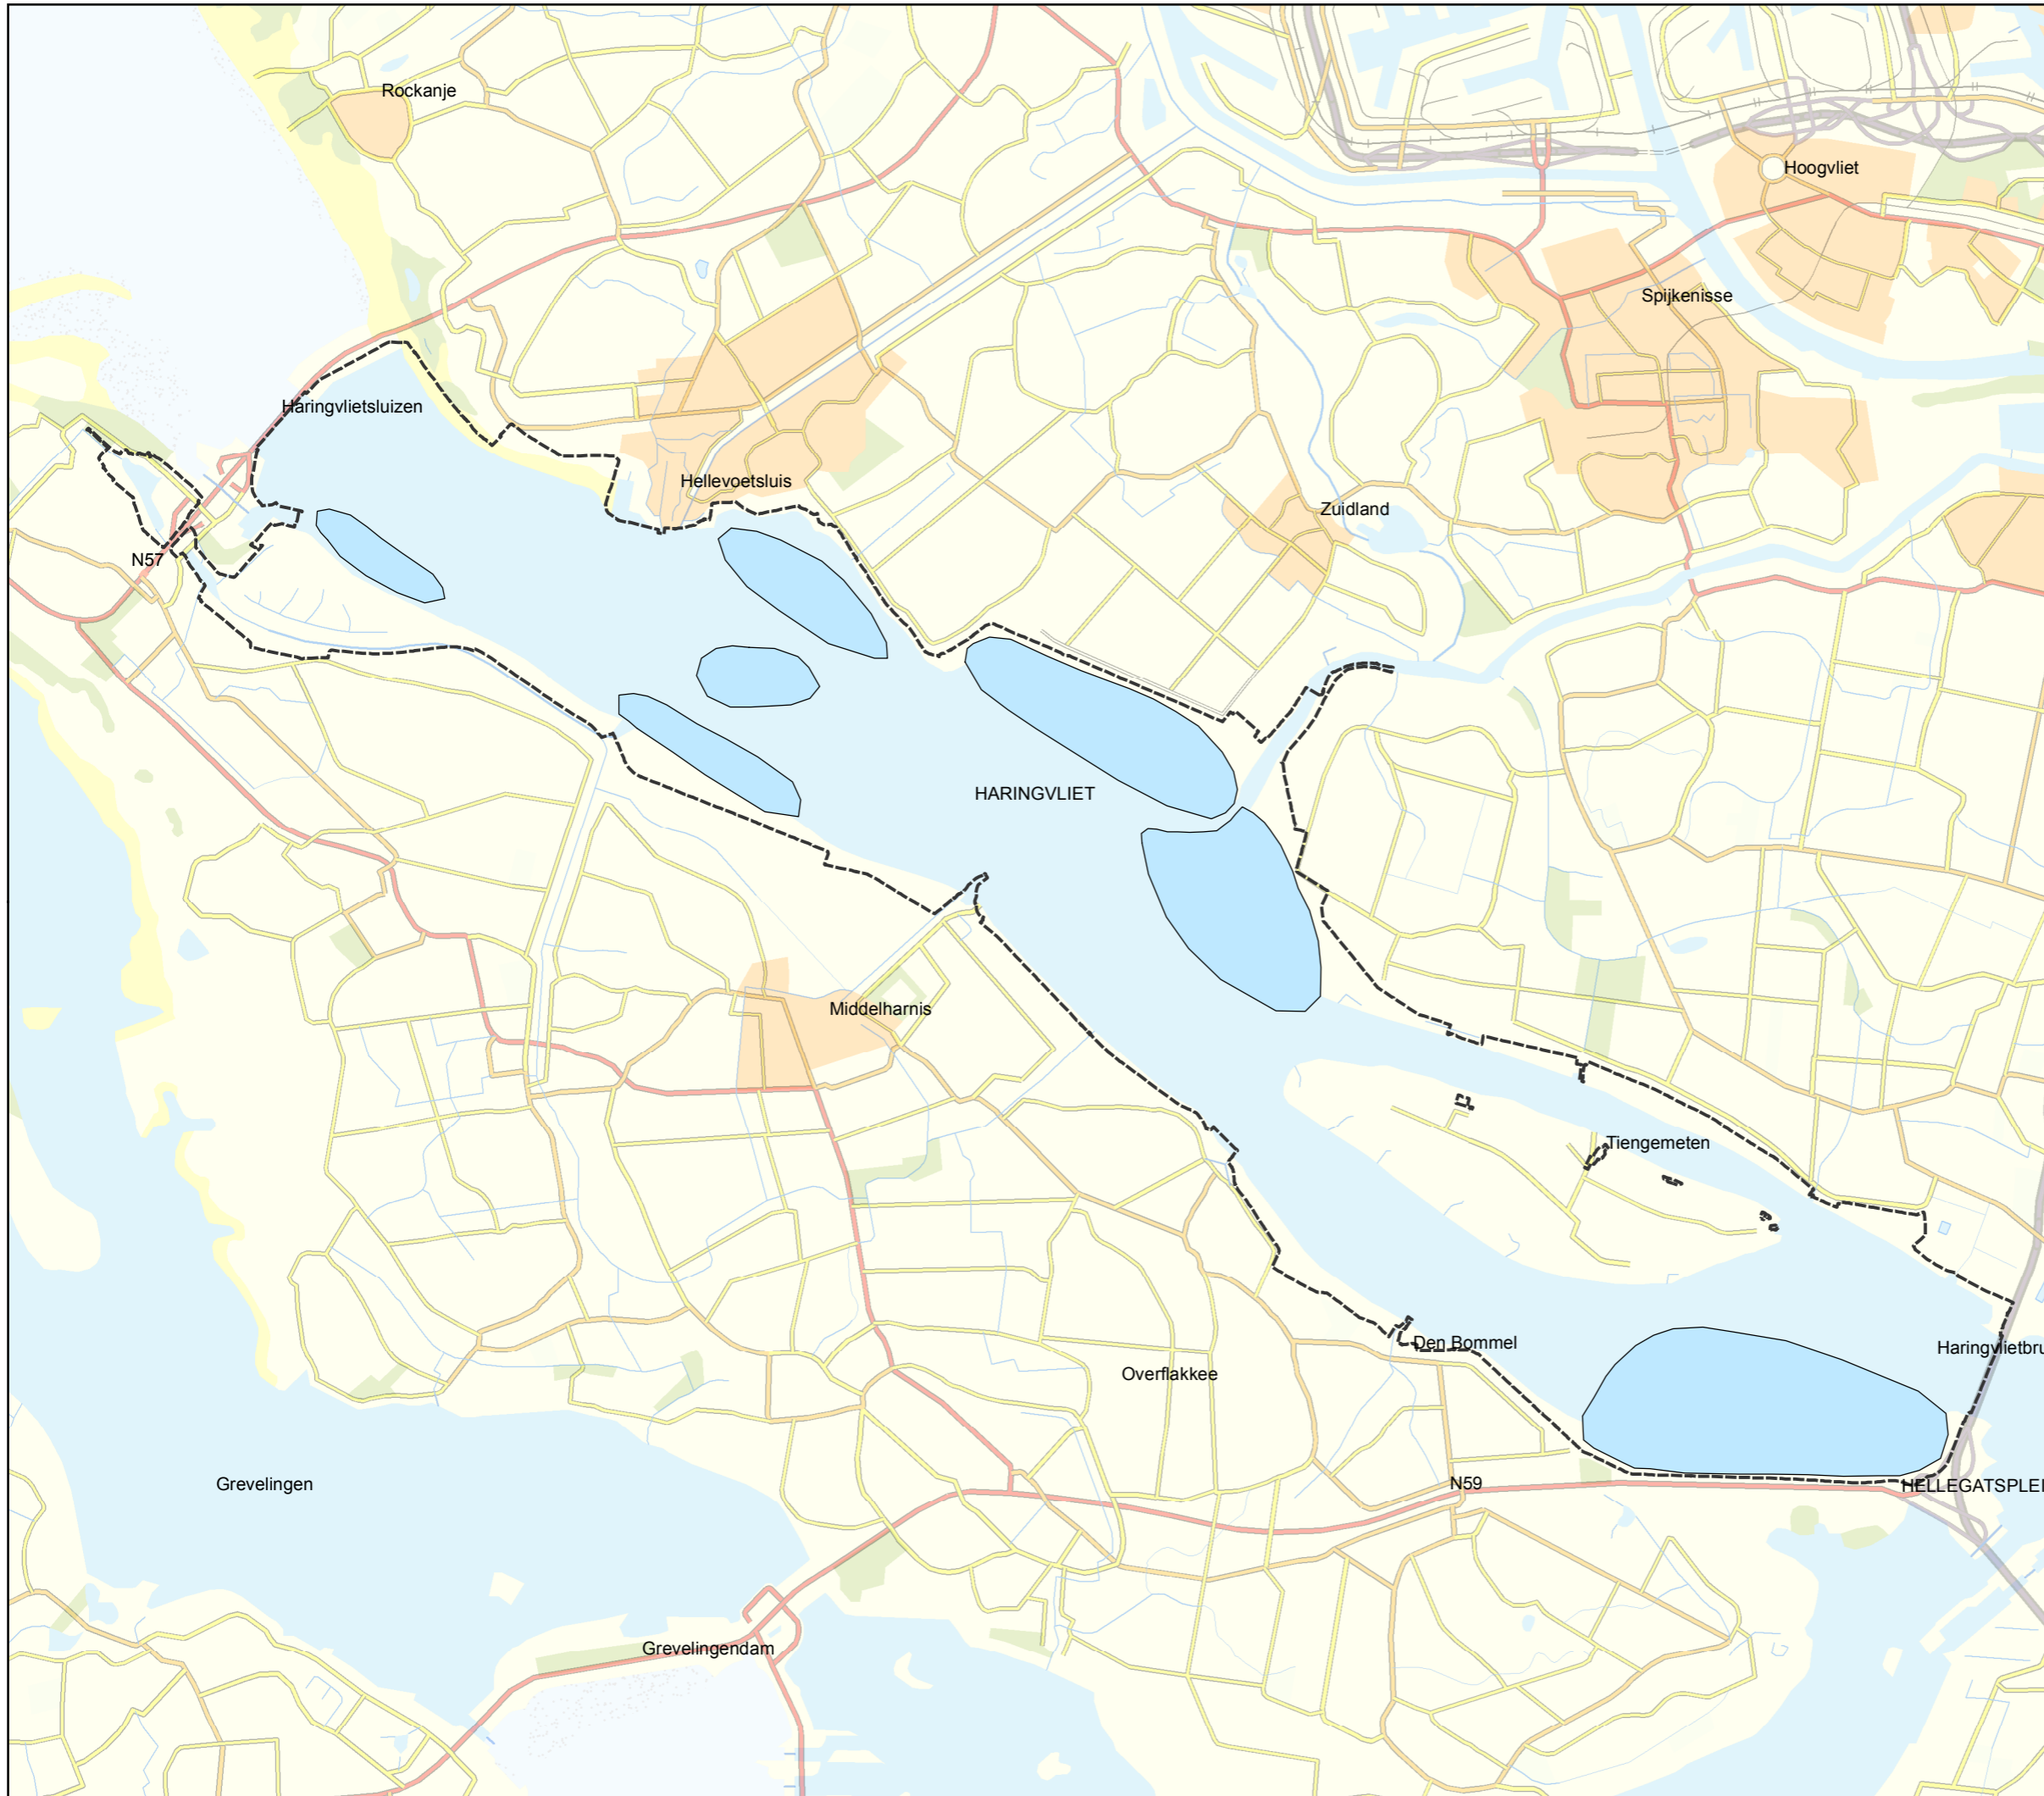 Rockanje
Hoogvliet
Spijkenisse
Haringvlietsluizen
Hellevoetsluis
Zuidland
N57
HARINGVLIET
Middelharnis
Tiengemeten
Den Bommel
Haringvlietbru
Overflakkee
Grevelingen
N59
HELLEGATSPLEI
Grevelingendam